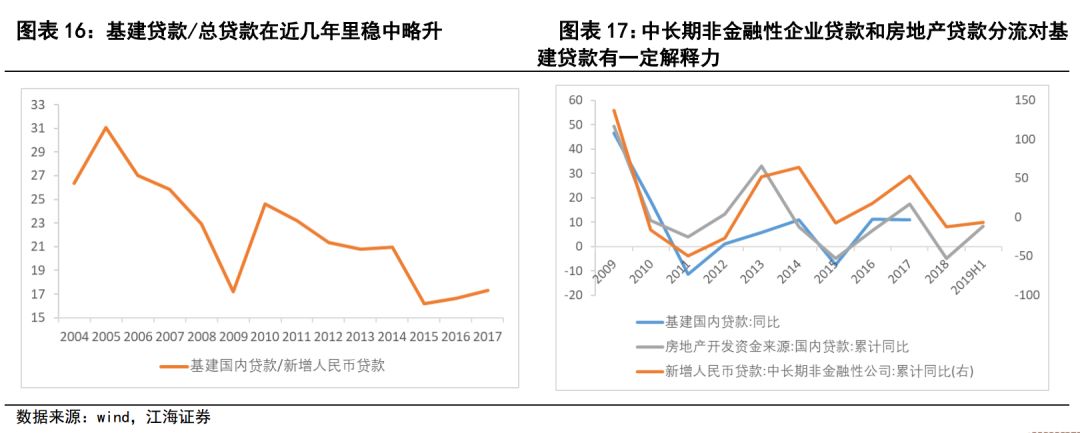 图表 16：基建贷款/总贷款在近几年里稳中略升
图表 17：中长期非金融性企业贷款和房地产贷款分流对基
建贷款有一定解释力
33
31
29
27
25
23
21
19
17
15
2004 2005 2006 2007 2008 2009 2010 2011 2012 2013 2014 2015 2016 2017
基建国内贷款/新增人民币贷款
60
50
40
30
20
10
0
-10
-20
150
100
50
0
-50
-100
2009 2010 2011 2012 2013 2014 2015 2016 2017 2018 2019H1
基建国内贷款:同比
房地产开发资金来源:国内贷款:累计同比
新增人民币贷款:中长期非金融性公司:累计同比(右)
数据来源：wind，江海证券